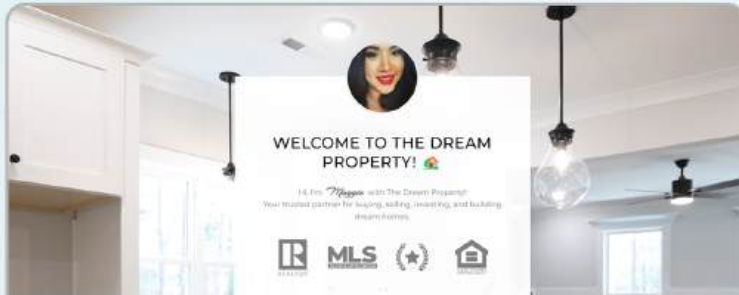 WELCOME TO THE DREAM
PROPERTY!
Hi, I'm Maggie with The Dream Property!
Your trusted partner for buying, selling, investing, and building
dream homes.
R MLS
REALTOR